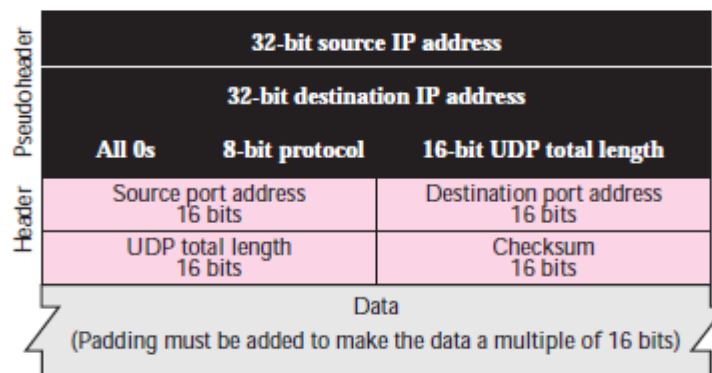 Pseudoheader
32-bit source IP address
32-bit destination IP address
All 0s 8-bit protocol 16-bit UDP total length
Header
Source port address Destination port address
16 bits 16 bits
UDP total length Checksum
16 bits 16 bits
Data
(Padding must be added to make the data a multiple of 16 bits)